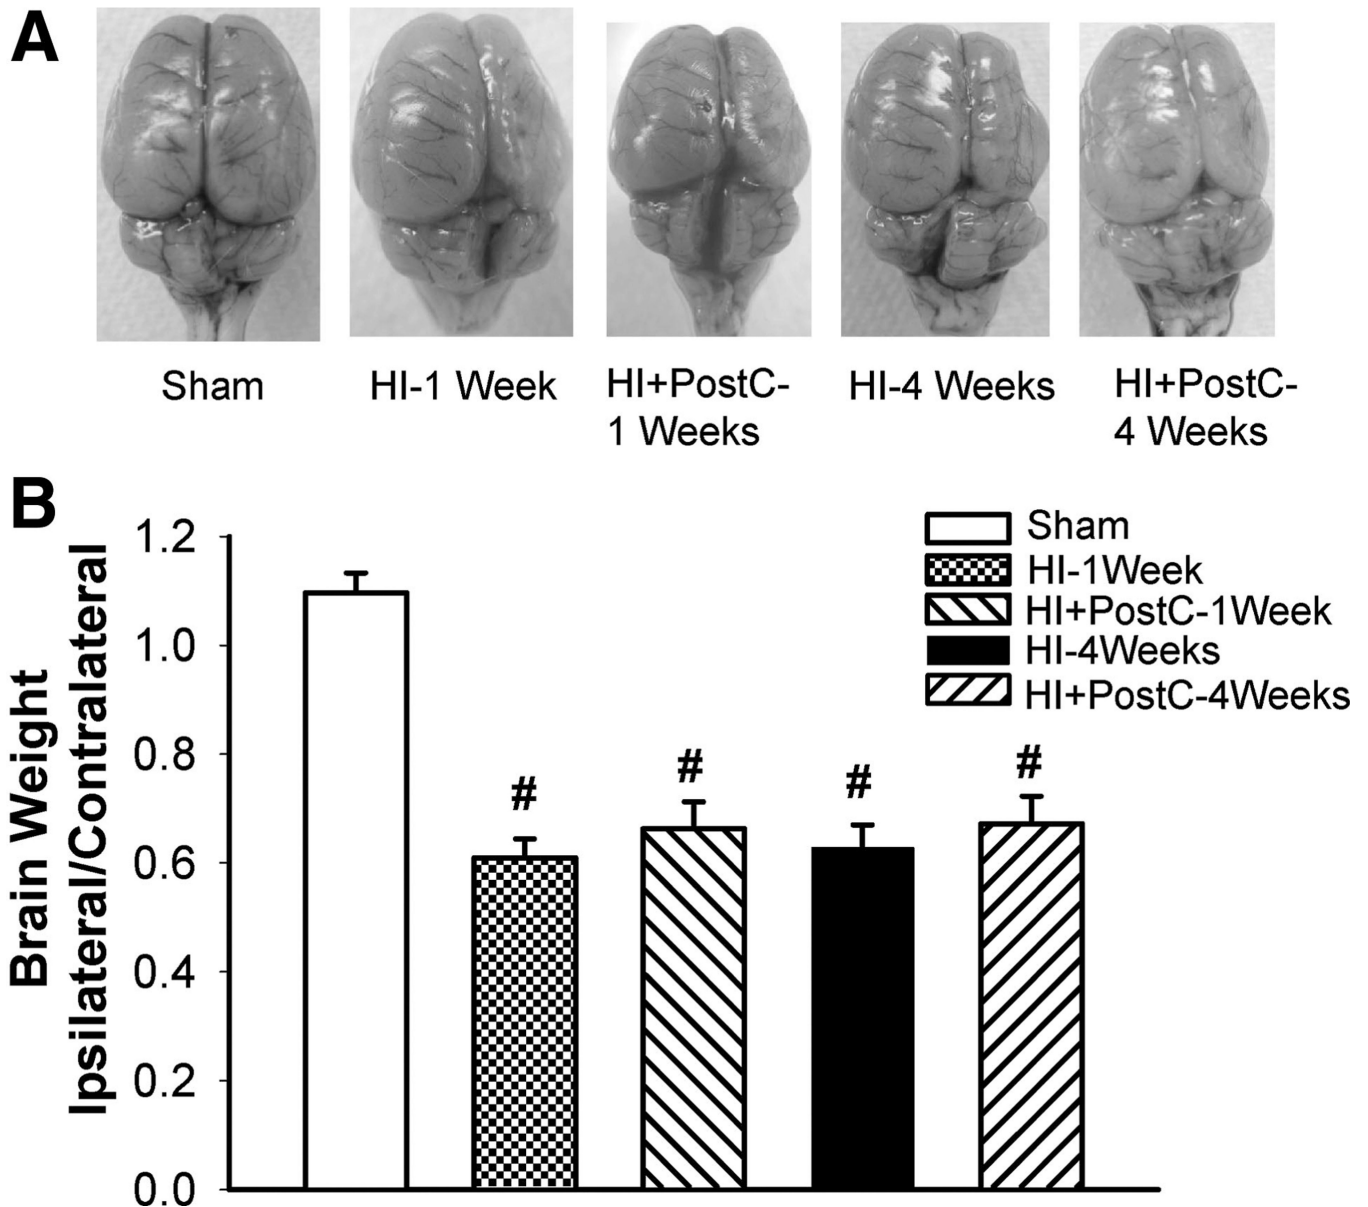 A
Sham
HI-1 Week
HI+PostC-
1 Weeks
HI-4 Weeks
HI+PostC-
4 Weeks
B
Brain Weight
Ipsilateral/Contralateral
1.2
1.0
0.8
0.6
0.4
0.2
0.0
#
#
#
#
Sham
HI-1Week
HI+PostC-1Week
HI-4Weeks
HI+PostC-4Weeks